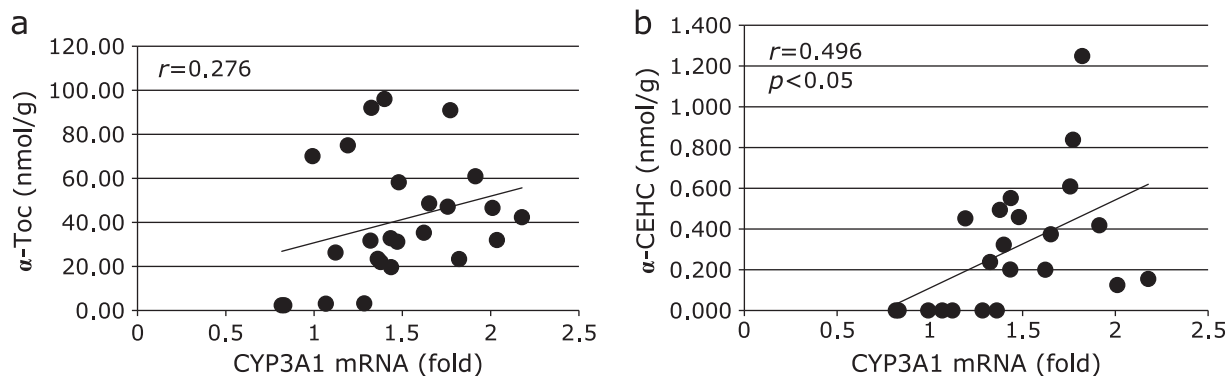 a
120.00
100.00
80.00
60.00
40.00
20.00
0.00
α-Toc (nmol/g)
r=0.276
0 0.5 1 1.5 2 2.5
CYP3A1 mRNA (fold)
b
1.400
1.200
1.000
0.800
0.600
0.400
0.200
0.000
α-CEHC (nmol/g)
r=0.496
p<0.05
0 0.5 1 1.5 2 2.5
CYP3A1 mRNA (fold)